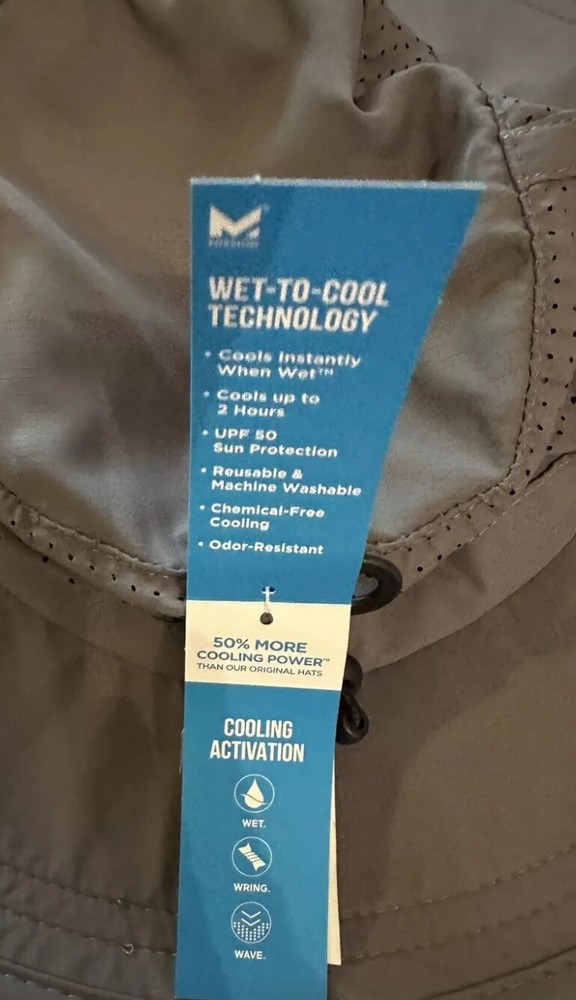 WET-TO-COOL
TECHNOLOGY
• Cools Instantly
When Wet™
• Cools up to
2 Hours
• UPF 50
Sun Protection
• Reusable &
Machine Washable
• Chemical-Free
Cooling
• Odor-Resistant
50% MORE
COOLING POWER™
THAN OUR ORIGINAL HATS
COOLING
ACTIVATION
WET.
WRING.
WAVE.